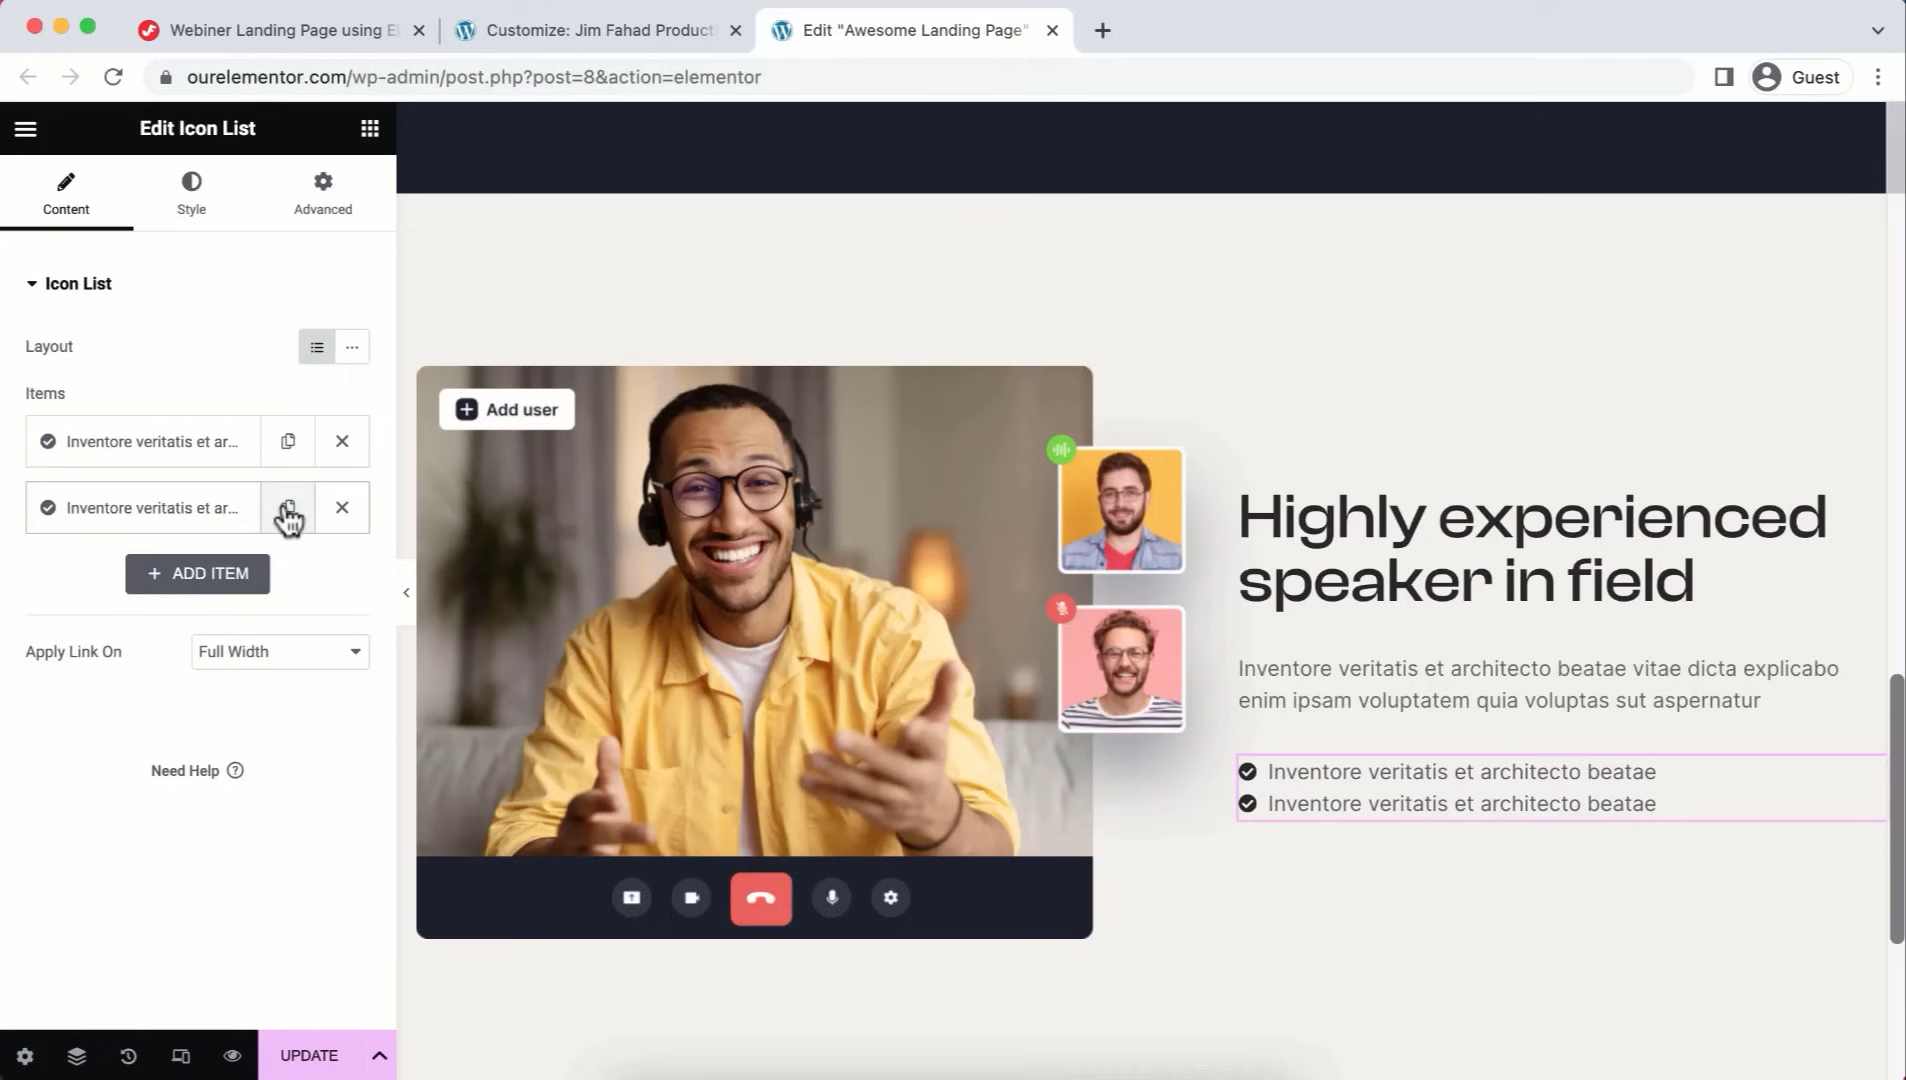 Webiner Landing Page using El
Customize: Jim Fahad Producti
Edit "Awesome Landing Page"
ourelementor.com/wp-admin/post.php?post=8&action=elementor
Guest
Edit Icon List
Content
Style
Advanced
Icon List
Layout
Items
Inventore veritatis et ar...
Inventore veritatis et ar...
ADD ITEM
Apply Link On
Full Width
Need Help
UPDATE
Add user
Highly experienced
speaker in field
Inventore veritatis et architecto beatae vitae dicta explicabo
enim ipsam voluptatem quia voluptas sut aspernatur
Inventore veritatis et architecto beatae
Inventore veritatis et architecto beatae